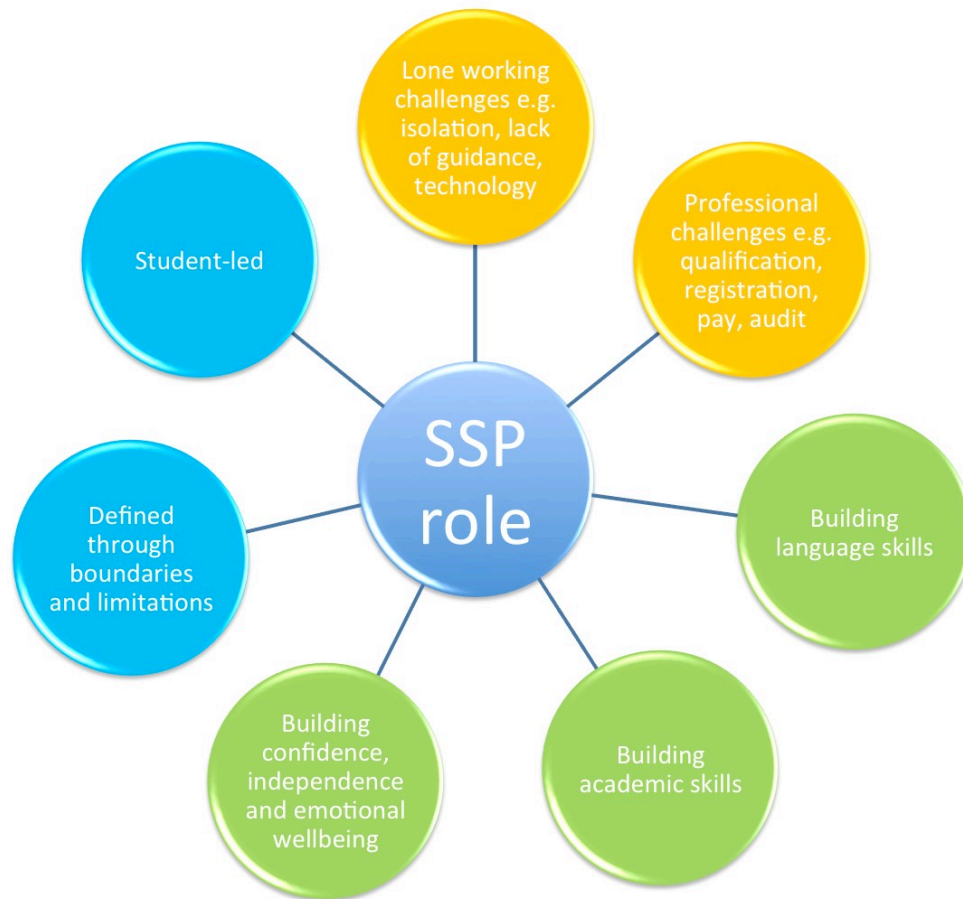 Lone working
challenges e.g.
isolation, lack
of guidance,
technology
Professional
challenges e.g.
qualification,
registration,
pay, audit
Building
language skills
Building
academic skills
Building
confidence,
independence
and emotional
wellbeing
Defined
through
boundaries
and limitations
Student-led
SSP
role